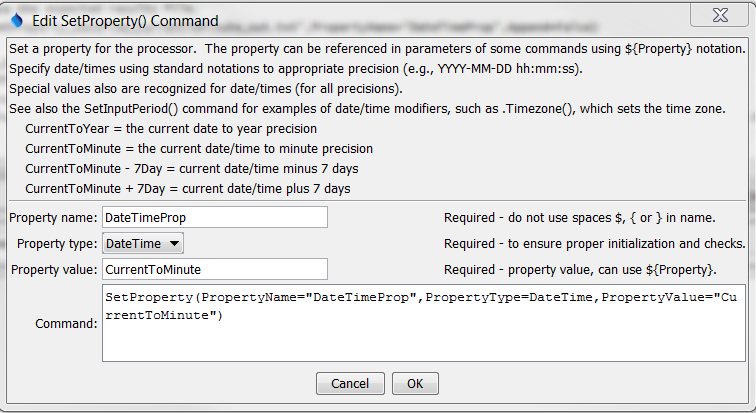 Edit SetProperty() Command
Set a property for the processor.  The property can be referenced in parameters of some commands using ${Property} notation.
Specify date/times using standard notations to appropriate precision (e.g., YYYY-MM-DD hh:mm:ss).
Special values also are recognized for date/times (for all precisions).
See also the SetInputPeriod() command for examples of date/time modifiers, such as .Timezone(), which sets the time zone.
CurrentToYear = the current date to year precision
CurrentToMinute = the current date/time to minute precision
CurrentToMinute - 7Day = current date/time minus 7 days
CurrentToMinute + 7Day = current date/time plus 7 days
Property name: DateTimeProp Required - do not use spaces $, { or } in name.
Property type: DateTime Required - to ensure proper initialization and checks.
Property value: CurrentToMinute Required - property value, can use ${Property}.
Command: SetProperty(PropertyName="DateTimeProp",PropertyType=DateTime,PropertyValue="Cu
rrentToMinute")
Cancel OK